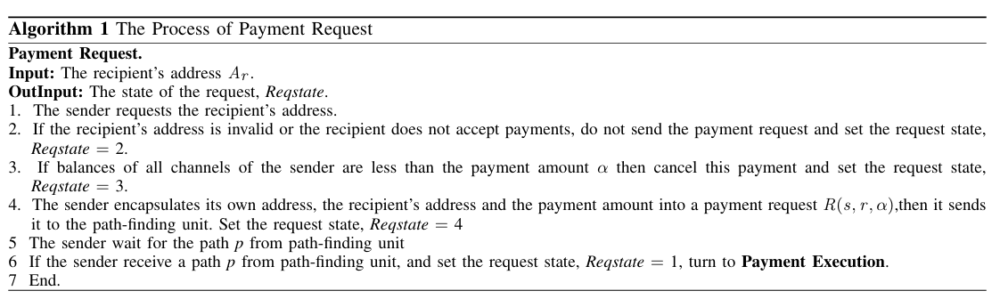 Algorithm 1 The Process of Payment Request
Payment Request.
Input: The recipient's address Ar.
OutInput: The state of the request, Reqstate.
1. The sender requests the recipient's address.
2. If the recipient's address is invalid or the recipient does not accept payments, do not send the payment request and set the request state,
Reqstate = 2.
3. If balances of all channels of the sender are less than the payment amount α then cancel this payment and set the request state,
Reqstate = 3.
4. The sender encapsulates its own address, the recipient's address and the payment amount into a payment request R(s, r, α),then it sends
it to the path-finding unit. Set the request state, Reqstate = 4
5 The sender wait for the path p from path-finding unit
6 If the sender receive a path p from path-finding unit, and set the request state, Reqstate = 1, turn to Payment Execution.
7 End.